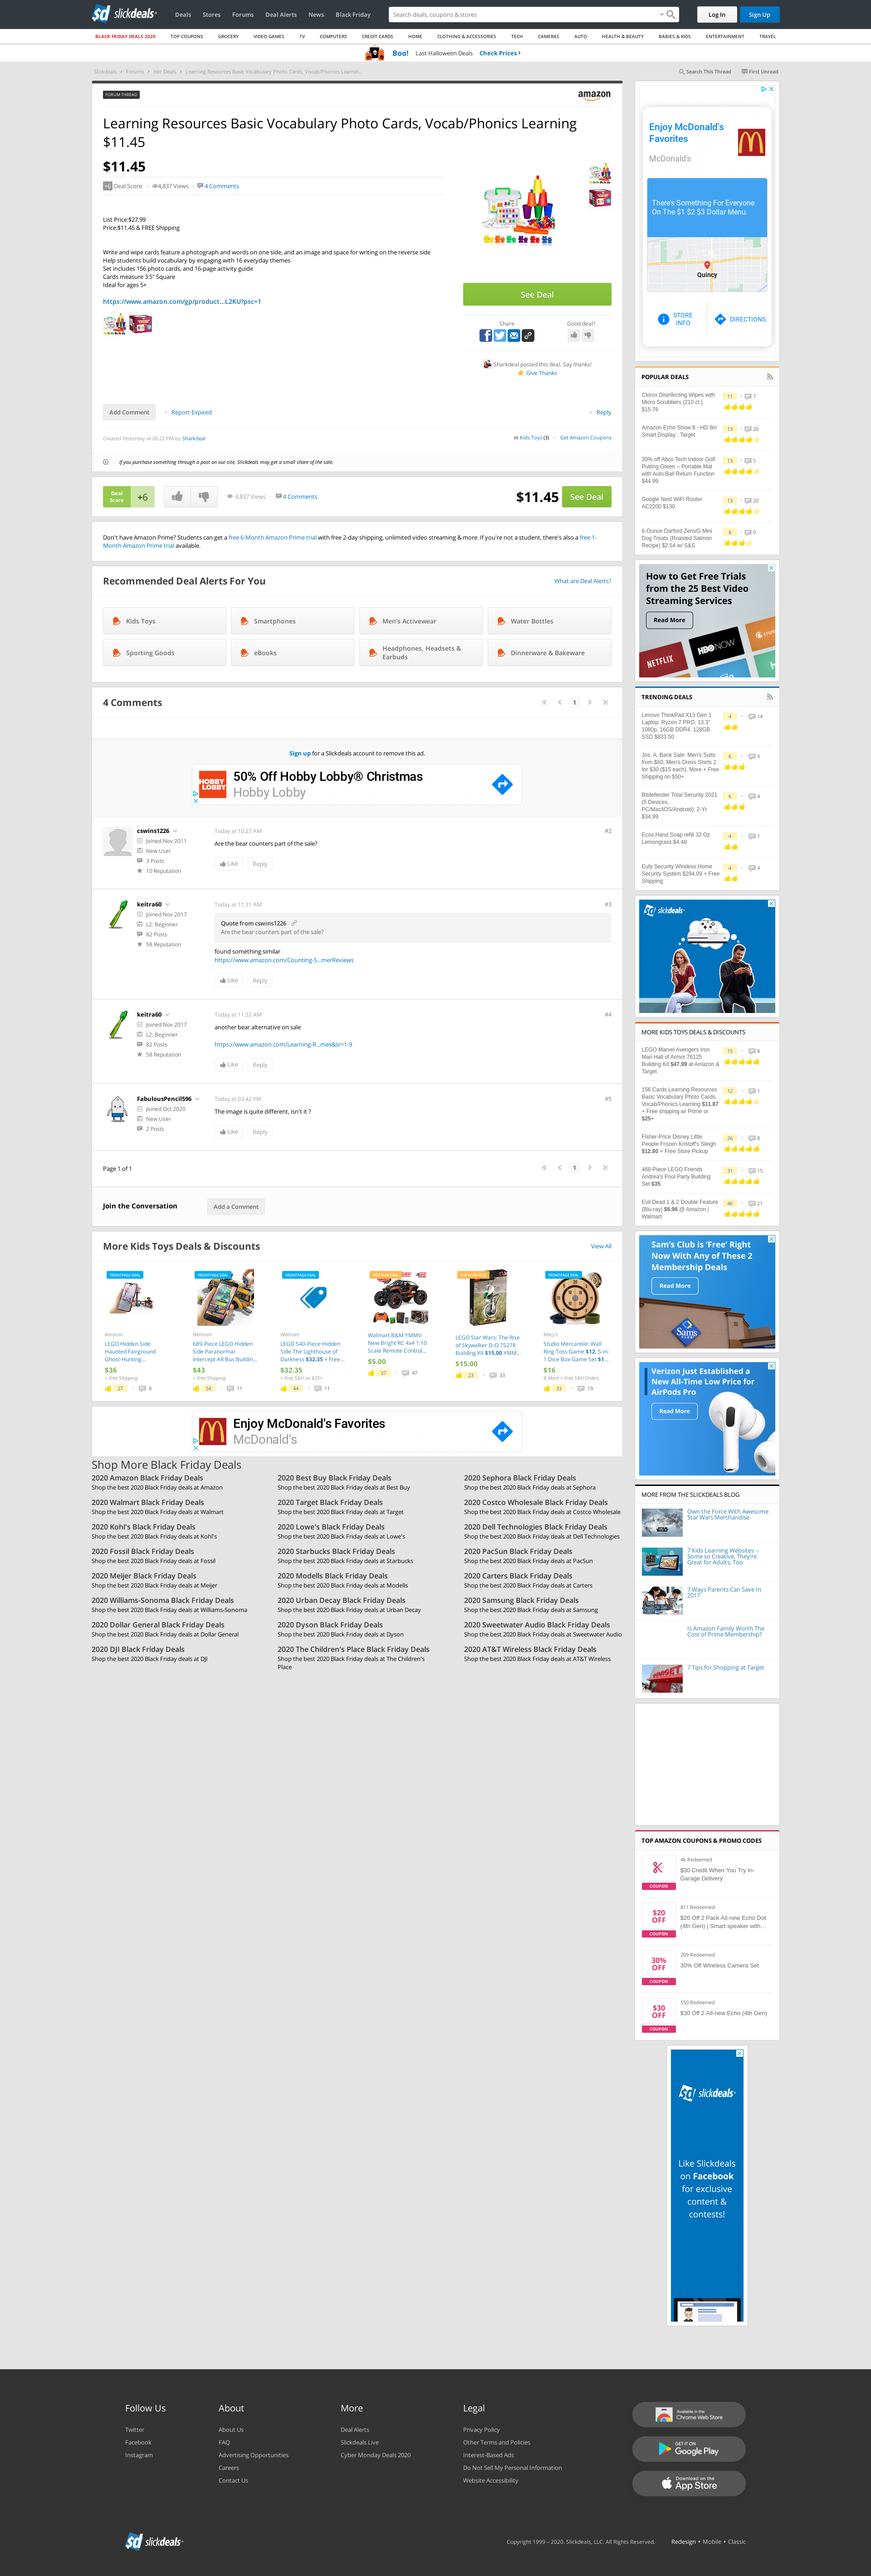 slickdeals
Deals
Stores
Forums
Deal Alerts
News
Black Friday
Search deals, coupons & stores
Log In
Sign Up
BLACK FRIDAY DEALS 2020
TOP COUPONS
GROCERY
VIDEO GAMES
TV
COMPUTERS
CREDIT CARDS
HOME
CLOTHING & ACCESSORIES
TECH
CAMERAS
AUTO
HEALTH & BEAUTY
BABIES & KIDS
ENTERTAINMENT
TRAVEL
Boo! Last Halloween Deals Check Prices ›
Slickdeals > Forums > Hot Deals > Learning Resources Basic Vocabulary Photo Cards, Vocab/Phonics Learnin...
Search This Thread
First Unread
FORUM THREAD
amazon
Learning Resources Basic Vocabulary Photo Cards, Vocab/Phonics Learning
$11.45
$11.45
+6 Deal Score
4,837 Views
4 Comments
List Price:$27.99
Price:$11.45 & FREE Shipping
Write and wipe cards feature a photograph and words on one side, and an image and space for writing on the reverse side
Help students build vocabulary by engaging with 16 everyday themes
Set includes 156 photo cards, and 16-page activity guide
Cards measure 3.5" Square
Ideal for ages 5+
https://www.amazon.com/gp/product...L2KU?psc=1
See Deal
Share
Good deal?
Sharkdeal posted this deal. Say thanks!
Give Thanks
Add Comment
Report Expired
Reply
Created Yesterday at 06:22 PM by Sharkdeal
in Kids Toys (3)
Get Amazon Coupons
If you purchase something through a post on our site, Slickdeals may get a small share of the sale.
Deal
Score
+6
4,837 Views
4 Comments
$11.45
See Deal
Don't have Amazon Prime? Students can get a free 6-Month Amazon Prime trial with free 2-day shipping, unlimited video streaming & more. If you're not a student, there's also a free 1-
Month Amazon Prime trial available.
Recommended Deal Alerts For You
What are Deal Alerts?
Kids Toys
Smartphones
Men's Activewear
Water Bottles
Sporting Goods
eBooks
Headphones, Headsets &
Earbuds
Dinnerware & Bakeware
4 Comments
1
Sign up for a Slickdeals account to remove this ad.
HOBBY
LOBBY
50% Off Hobby Lobby® Christmas
Hobby Lobby
cswins1226
Joined Nov 2011
New User
3 Posts
10 Reputation
Today at 10:23 AM
#2
Are the bear counters part of the sale?
Like
Reply
keitra60
Joined Nov 2017
L2: Beginner
82 Posts
58 Reputation
Today at 11:31 AM
#3
Quote from cswins1226
Are the bear counters part of the sale?
found something similar
https://www.amazon.com/Counting-S...merReviews
Like
Reply
keitra60
Joined Nov 2017
L2: Beginner
82 Posts
58 Reputation
Today at 11:32 AM
#4
another bear alternative on sale
https://www.amazon.com/Learning-R...mes&sr=1-9
Like
Reply
FabulousPencil596
Joined Oct 2020
New User
2 Posts
Today at 03:42 PM
#5
The image is quite different, isn't it ?
Like
Reply
Page 1 of 1
1
Join the Conversation
Add a Comment
More Kids Toys Deals & Discounts
View All
FRONTPAGE DEAL
Amazon
LEGO Hidden Side
Haunted Fairground
Ghost-Hunting...
$36
+ Free Shipping
27
6
FRONTPAGE DEAL
Walmart
689-Piece LEGO Hidden
Side Paranormal
Intercept AR Bus Buildin...
$43
+ Free Shipping
34
11
FRONTPAGE DEAL
Walmart
LEGO 540-Piece Hidden
Side The Lighthouse of
Darkness $32.35 + Free...
$32.35
+ Free S&H on $35+
44
11
Walmart B&M YMMV
New Bright RC 4x4 1:10
Scale Remote Control...
$5.00
37
47
LEGO Star Wars: The Rise
of Skywalker D-O 75278
Building Kit $15.00 YMM...
$15.00
23
33
FRONTPAGE DEAL
Macy's
Studio Mercantile: Wall
Ring Toss Game $12, 5-in-
1 Dice Box Game Set $1...
$16
& More + Free S&H Orders
33
19
Enjoy McDonald's Favorites
McDonald's
Shop More Black Friday Deals
2020 Amazon Black Friday Deals
Shop the best 2020 Black Friday deals at Amazon
2020 Best Buy Black Friday Deals
Shop the best 2020 Black Friday deals at Best Buy
2020 Sephora Black Friday Deals
Shop the best 2020 Black Friday deals at Sephora
2020 Walmart Black Friday Deals
Shop the best 2020 Black Friday deals at Walmart
2020 Target Black Friday Deals
Shop the best 2020 Black Friday deals at Target
2020 Costco Wholesale Black Friday Deals
Shop the best 2020 Black Friday deals at Costco Wholesale
2020 Kohl's Black Friday Deals
Shop the best 2020 Black Friday deals at Kohl's
2020 Lowe's Black Friday Deals
Shop the best 2020 Black Friday deals at Lowe's
2020 Dell Technologies Black Friday Deals
Shop the best 2020 Black Friday deals at Dell Technologies
2020 Fossil Black Friday Deals
Shop the best 2020 Black Friday deals at Fossil
2020 Starbucks Black Friday Deals
Shop the best 2020 Black Friday deals at Starbucks
2020 PacSun Black Friday Deals
Shop the best 2020 Black Friday deals at PacSun
2020 Meijer Black Friday Deals
Shop the best 2020 Black Friday deals at Meijer
2020 Modells Black Friday Deals
Shop the best 2020 Black Friday deals at Modells
2020 Carters Black Friday Deals
Shop the best 2020 Black Friday deals at Carters
2020 Williams-Sonoma Black Friday Deals
Shop the best 2020 Black Friday deals at Williams-Sonoma
2020 Urban Decay Black Friday Deals
Shop the best 2020 Black Friday deals at Urban Decay
2020 Samsung Black Friday Deals
Shop the best 2020 Black Friday deals at Samsung
2020 Dollar General Black Friday Deals
Shop the best 2020 Black Friday deals at Dollar General
2020 Dyson Black Friday Deals
Shop the best 2020 Black Friday deals at Dyson
2020 Sweetwater Audio Black Friday Deals
Shop the best 2020 Black Friday deals at Sweetwater Audio
2020 DJI Black Friday Deals
Shop the best 2020 Black Friday deals at DJI
2020 The Children's Place Black Friday Deals
Shop the best 2020 Black Friday deals at The Children's
Place
2020 AT&T Wireless Black Friday Deals
Shop the best 2020 Black Friday deals at AT&T Wireless
Enjoy McDonald's
Favorites
McDonald's
There's Something For Everyone
On The $1 $2 $3 Dollar Menu.
Quincy
STORE
INFO
DIRECTIONS
POPULAR DEALS
Clorox Disinfecting Wipes with
Micro Scrubbers (210 ct.)
$15.76
11
7
Amazon Echo Show 8 - HD 8in
Smart Display : Target
13
20
30% off Abco Tech Indoor Golf
Putting Green – Portable Mat
with Auto Ball Return Function
$44.99
13
5
Google Nest WiFi Router
AC2200 $130
13
20
6-Ounce Darford Zero/G Mini
Dog Treats (Roasted Salmon
Recipe) $2.54 w/ S&S
8
0
How to Get Free Trials
from the 25 Best Video
Streaming Services
Read More
NETFLIX
HBO NOW
TRENDING DEALS
Lenovo ThinkPad X13 Gen 1
Laptop: Ryzen 7 PRO, 13.3"
1080p, 16GB DDR4, 128GB
SSD $833.50
4
14
Jos. A. Bank Sale: Men's Suits
from $60, Men's Dress Shirts 2
for $30 ($15 each), More + Free
Shipping on $50+
6
9
Bitdefender Total Security 2021
(5 Devices,
PC/Mac/iOS/Android): 2-Yr
$34.99
6
4
Ecos Hand Soap refill 32 Oz
Lemongrass $4.48
4
1
Eufy Security Wireless Home
Security System $294.09 + Free
Shipping
4
4
slickdeals
MORE KIDS TOYS DEALS & DISCOUNTS
LEGO Marvel Avengers Iron
Man Hall of Armor 76125
Building Kit $47.99 at Amazon &
Target
15
8
156 Cards Learning Resources
Basic Vocabulary Photo Cards,
Vocab/Phonics Learning $11.87
+ Free shipping w/ Prime or
$25+
12
1
Fisher-Price Disney Little
People Frozen Kristoff's Sleigh
$12.80 + Free Store Pickup
26
8
468-Piece LEGO Friends
Andrea's Pool Party Building
Set $35
31
15
Evil Dead 1 & 2 Double Feature
(Blu-ray) $6.96 @ Amazon |
Walmart
46
21
Sam's Club is 'Free' Right
Now With Any of These 2
Membership Deals
Read More
Sam's
Verizon Just Established a
New All-Time Low Price for
AirPods Pro
Read More
MORE FROM THE SLICKDEALS BLOG
Own the Force With Awesome
Star Wars Merchandise
7 Kids Learning Websites --
Some so Creative, They're
Great for Adults, Too
7 Ways Parents Can Save In
2017
Is Amazon Family Worth The
Cost of Prime Membership?
7 Tips for Shopping at Target
TOP AMAZON COUPONS & PROMO CODES
COUPON
4k Redeemed
$30 Credit When You Try In-
Garage Delivery
$20
OFF
COUPON
811 Redeemed
$20 Off 2 Pack All-new Echo Dot
(4th Gen) | Smart speaker with...
30%
OFF
COUPON
209 Redeemed
30% Off Wireless Camera Set
$30
OFF
COUPON
550 Redeemed
$30 Off 2 All-new Echo (4th Gen)
slickdeals
Like Slickdeals
on Facebook
for exclusive
content &
contests!
Follow Us
Twitter
Facebook
Instagram
About
About Us
FAQ
Advertising Opportunities
Careers
Contact Us
More
Deal Alerts
Slickdeals Live
Cyber Monday Deals 2020
Legal
Privacy Policy
Other Terms and Policies
Interest-Based Ads
Do Not Sell My Personal Information
Website Accessibility
Available in the
Chrome Web Store
GET IT ON
Google Play
Download on the
App Store
slickdeals
Copyright 1999 - 2020. Slickdeals, LLC. All Rights Reserved.
Redesign • Mobile • Classic